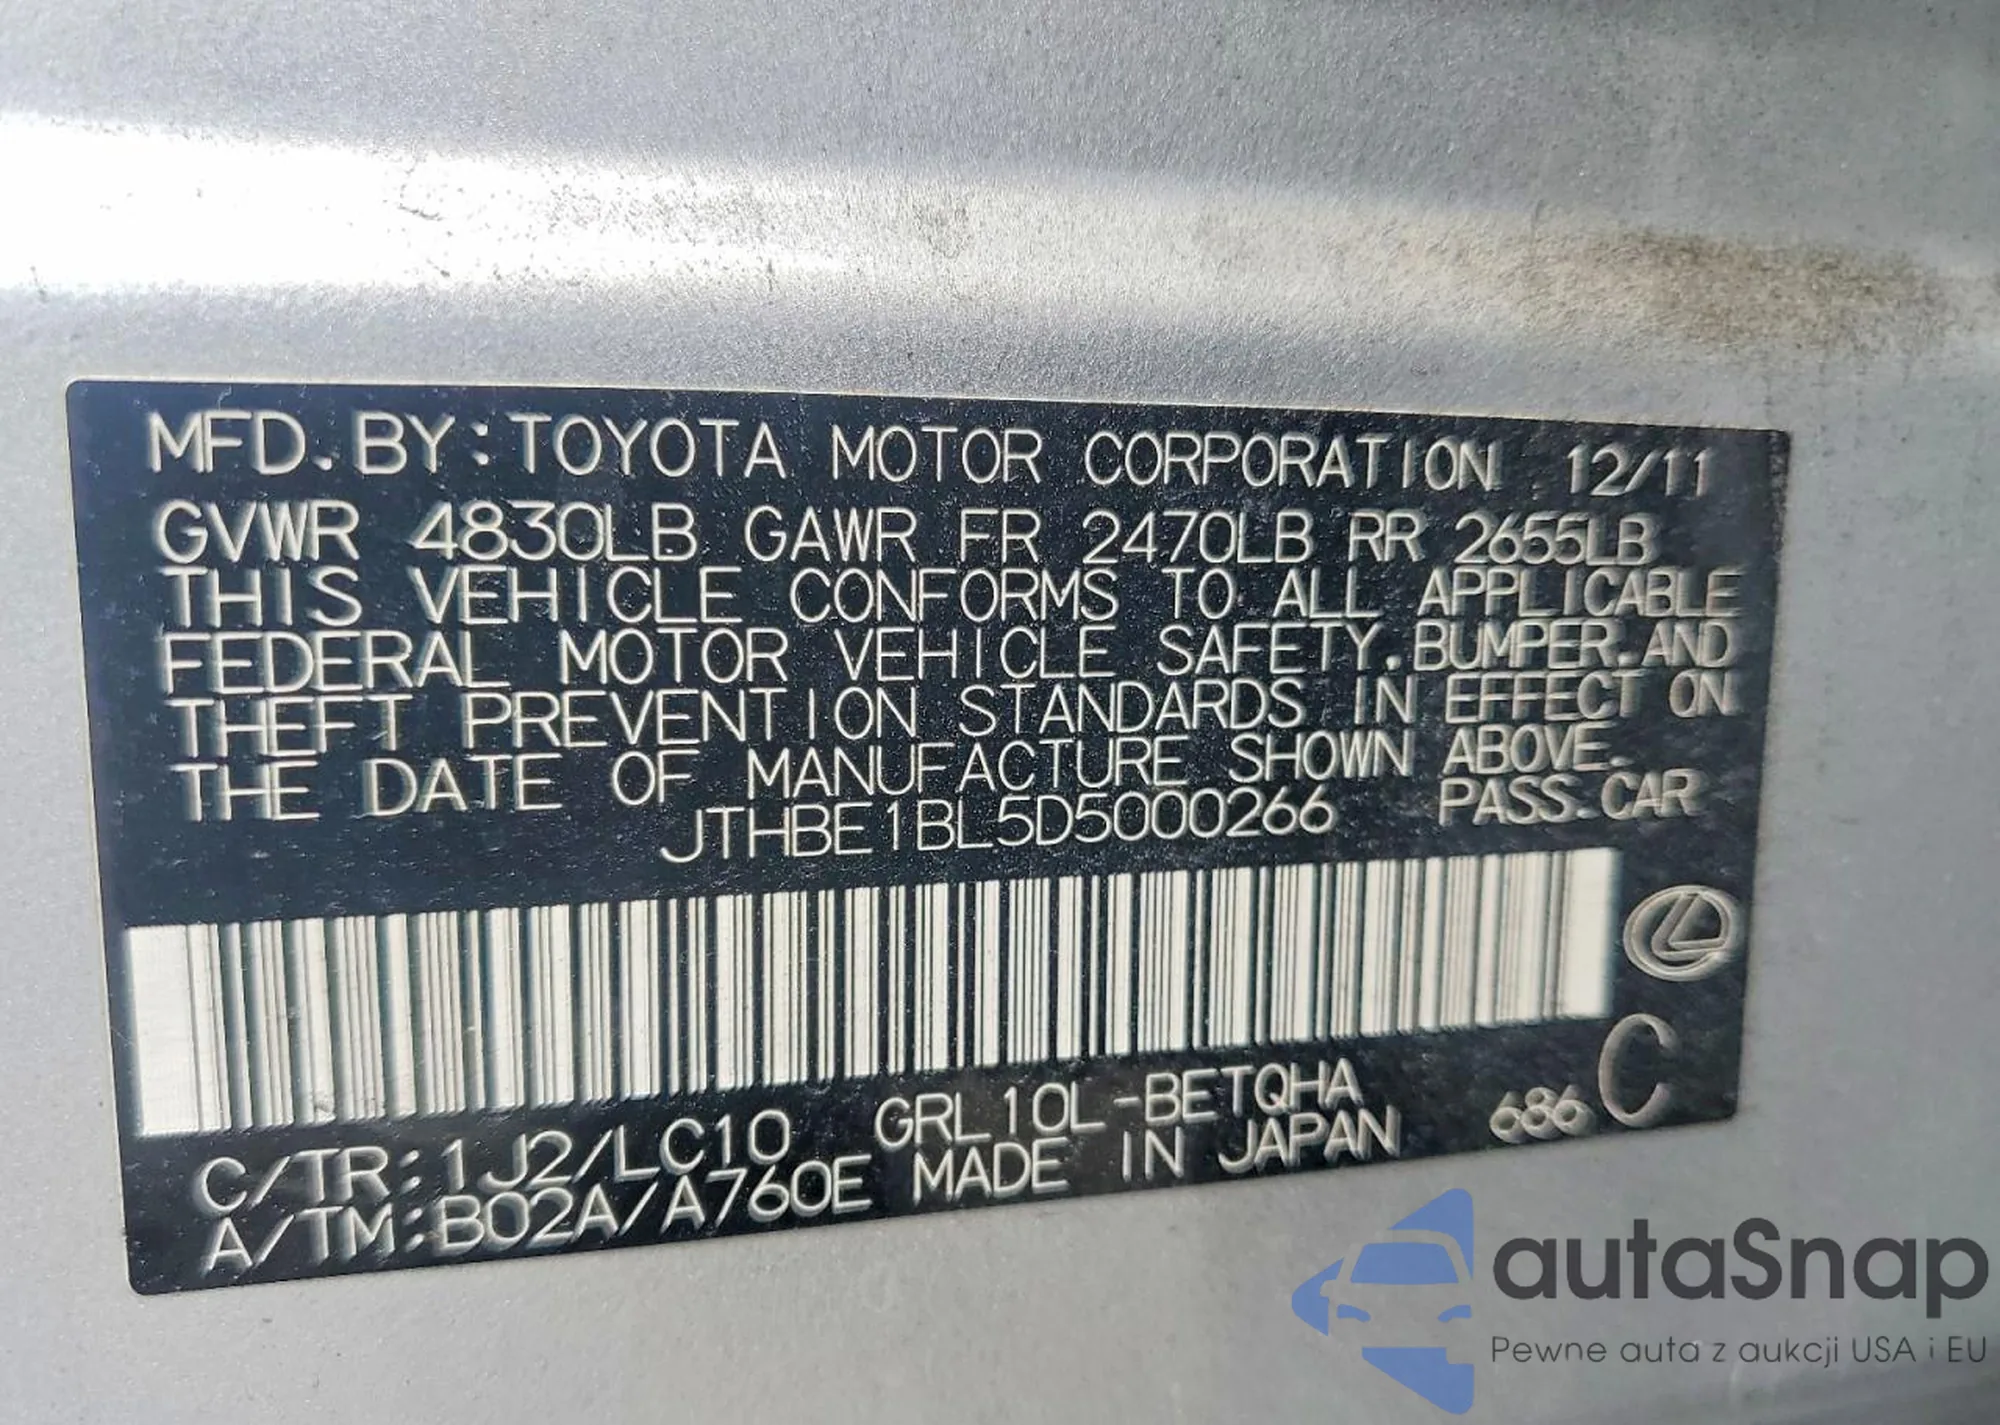 MFD.BY:TOYOTA MOTOR CORPORATION 12/11
GVWR 4830LB GAWR FR 2470LB RR 2655LB
THIS VEHICLE CONFORMS TO ALL APPLICABLE
FEDERAL MOTOR VEHICLE SAFETY.BUMPER.AND
THEFT PREVENTION STANDARDS IN EFFECT ON
THE DATE OF MANUFACTURE SHOWN ABOVE.
JTHBE1BL5D5000266 PASS.CAR
C/TR:1J2/LC10 GRL10L-BETQHA
A/TM:B02A/A760E MADE IN JAPAN 686 C
autaSnap
Pewne auta z aukcji USA i EU